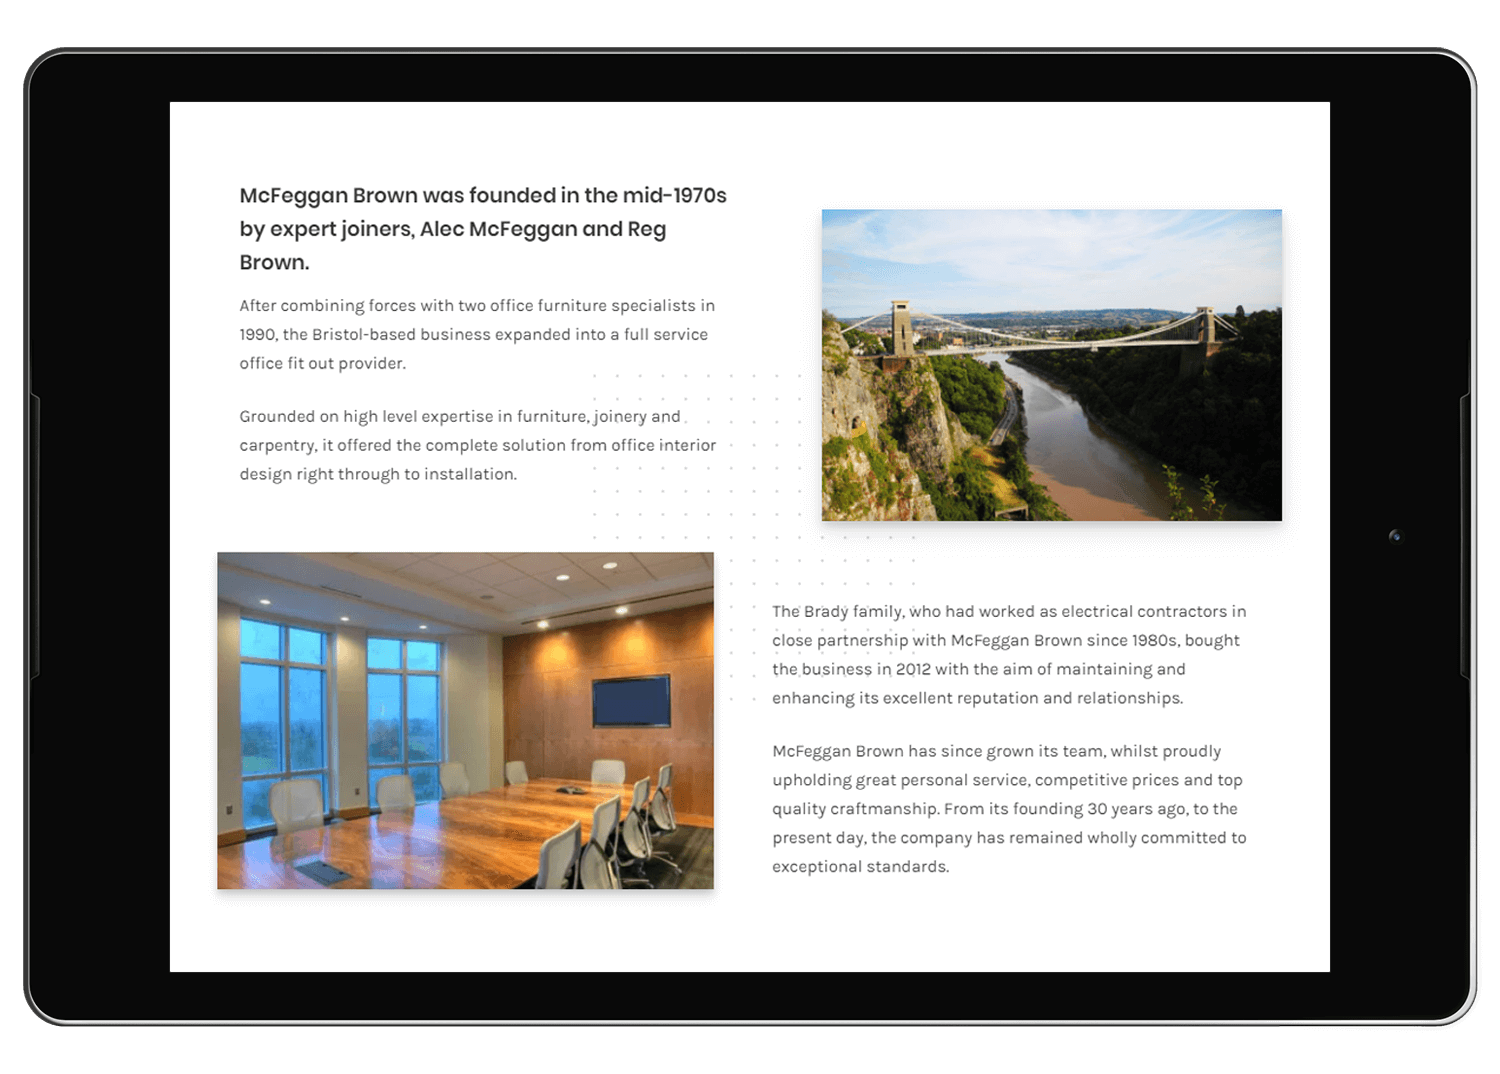 McFeggan Brown was founded in the mid-1970s
by expert joiners, Alec McFeggan and Reg
Brown.
After combining forces with two office furniture specialists in
1990, the Bristol-based business expanded into a full service
office fit out provider.
Grounded on high level expertise in furniture, joinery and
carpentry, it offered the complete solution from office interior
design right through to installation.
The Brady family, who had worked as electrical contractors in
close partnership with McFeggan Brown since 1980s, bought
the business in 2012 with the aim of maintaining and
enhancing its excellent reputation and relationships.
McFeggan Brown has since grown its team, whilst proudly
upholding great personal service, competitive prices and top
quality craftmanship. From its founding 30 years ago, to the
present day, the company has remained wholly committed to
exceptional standards.